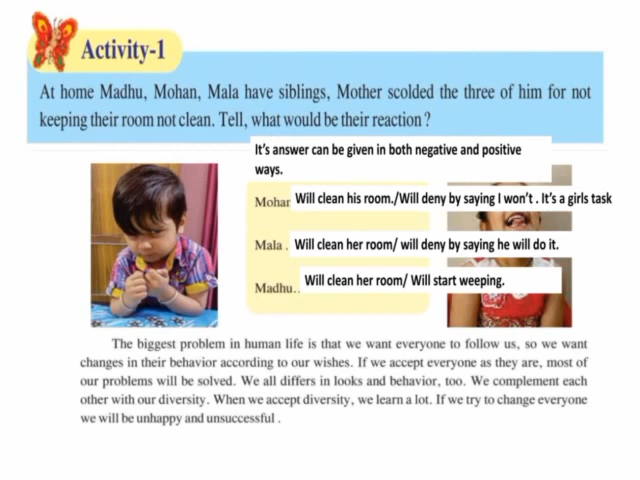 Activity-1
At home Madhu, Mohan, Mala have siblings, Mother scolded the three of him for not
keeping their room not clean. Tell, what would be their reaction ?
It's answer can be given in both negative and positive
ways.
Mohan Will clean his room./Will deny by saying I won't . It's a girls task
Mala . Will clean her room/ will deny by saying he will do it.
Madhu.. Will clean her room/ Will start weeping.
The biggest problem in human life is that we want everyone to follow us, so we want
changes in their behavior according to our wishes. If we accept everyone as they are, most of
our problems will be solved. We all differs in looks and behavior, too. We complement each
other with our diversity. When we accept diversity, we learn a lot. If we try to change everyone
we will be unhappy and unsuccessful .